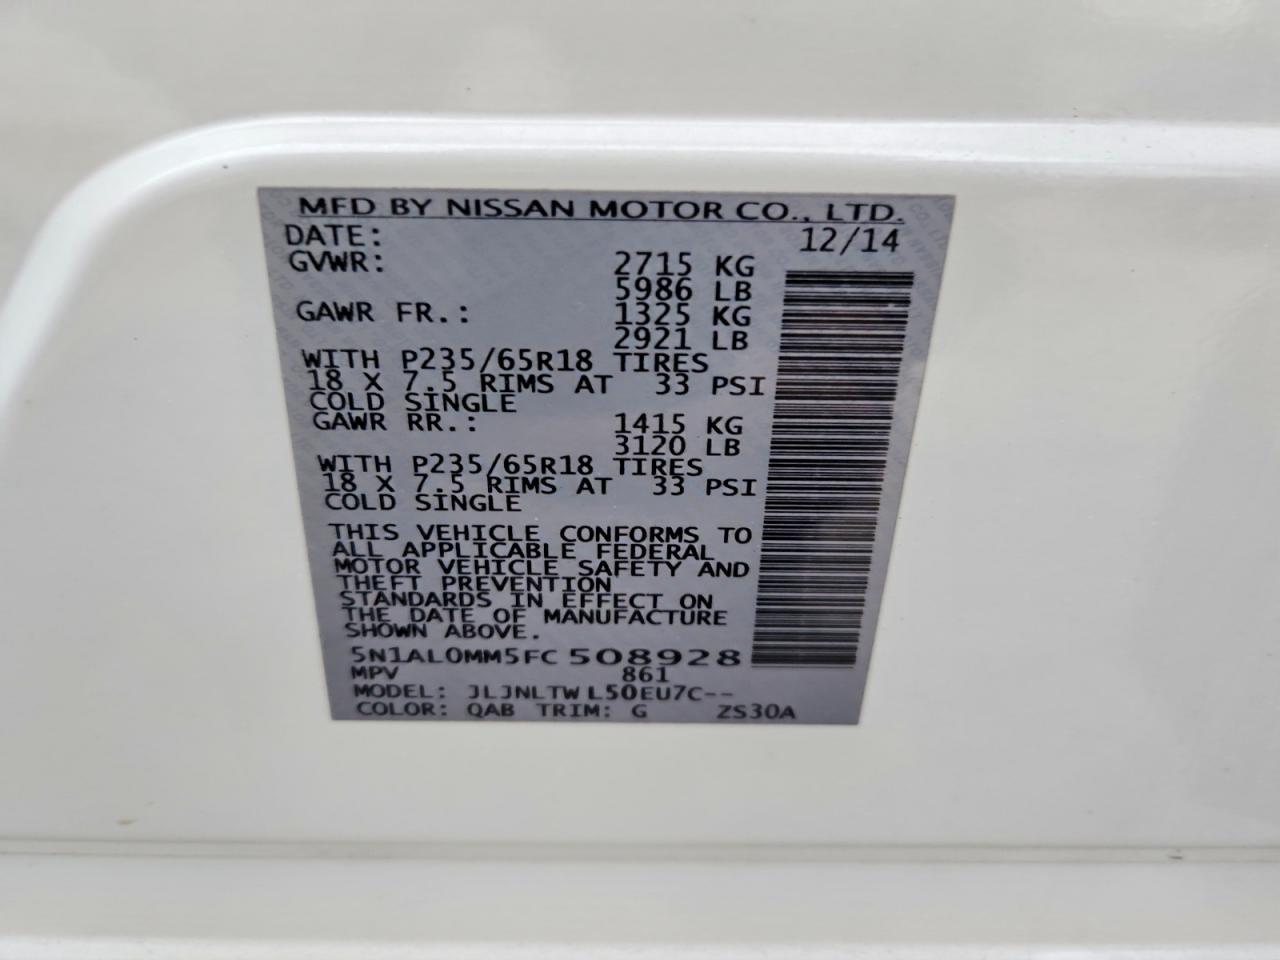 MFD BY NISSAN MOTOR CO., LTD.
DATE: 12/14
GVWR: 2715 KG
5986 LB
GAWR FR.: 1325 KG
2921 LB
WITH P235/65R18 TIRES
18 X 7.5 RIMS AT 33 PSI
COLD SINGLE
GAWR RR.: 1415 KG
3120 LB
WITH P235/65R18 TIRES
18 X 7.5 RIMS AT 33 PSI
COLD SINGLE
THIS VEHICLE CONFORMS TO
ALL APPLICABLE FEDERAL
MOTOR VEHICLE SAFETY AND
THEFT PREVENTION
STANDARDS IN EFFECT ON
THE DATE OF MANUFACTURE
SHOWN ABOVE.
5N1AL0MM5FC508928
MPV 861
MODEL: JLJNLTWL50EU7C--
COLOR: QAB TRIM: G ZS30A